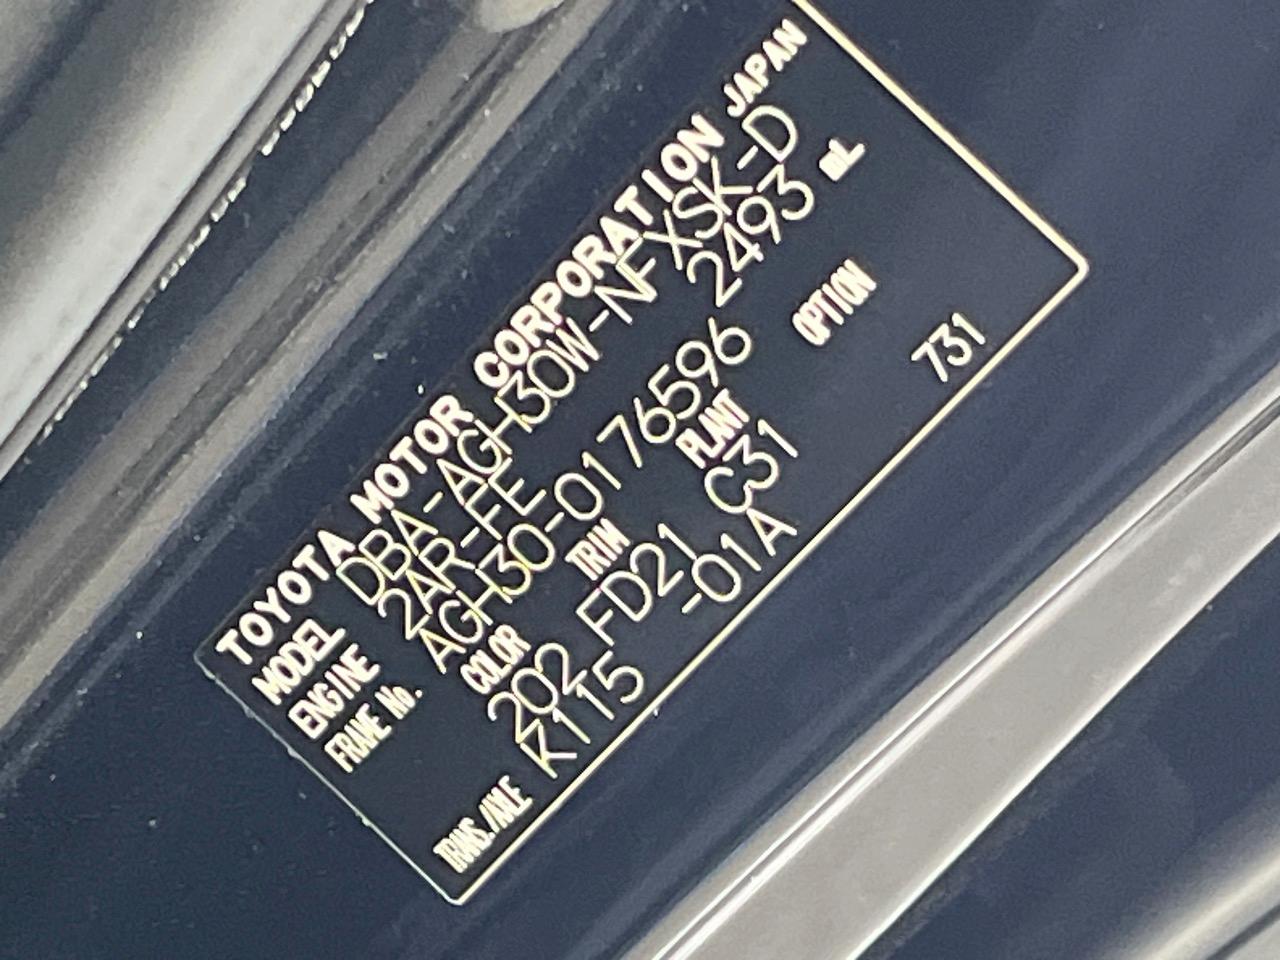 TOYOTA MOTOR CORPORATION JAPAN
MODEL DBA-AGH30W-NFXSK-D
ENGINE 2AR-FE 2493 mL
FRAME No. AGH30-0176596
COLOR TRIM PLANT OPTION
202 FD21 C31
TRANS./AXLE K115 -01A 731